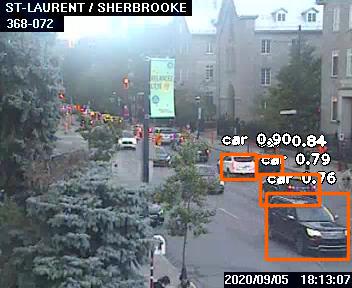 ST-LAURENT / SHERBROOKE
368-072
car 0.90
0.84
car 0.79
car 0.76
2020/09/05 18:13:07